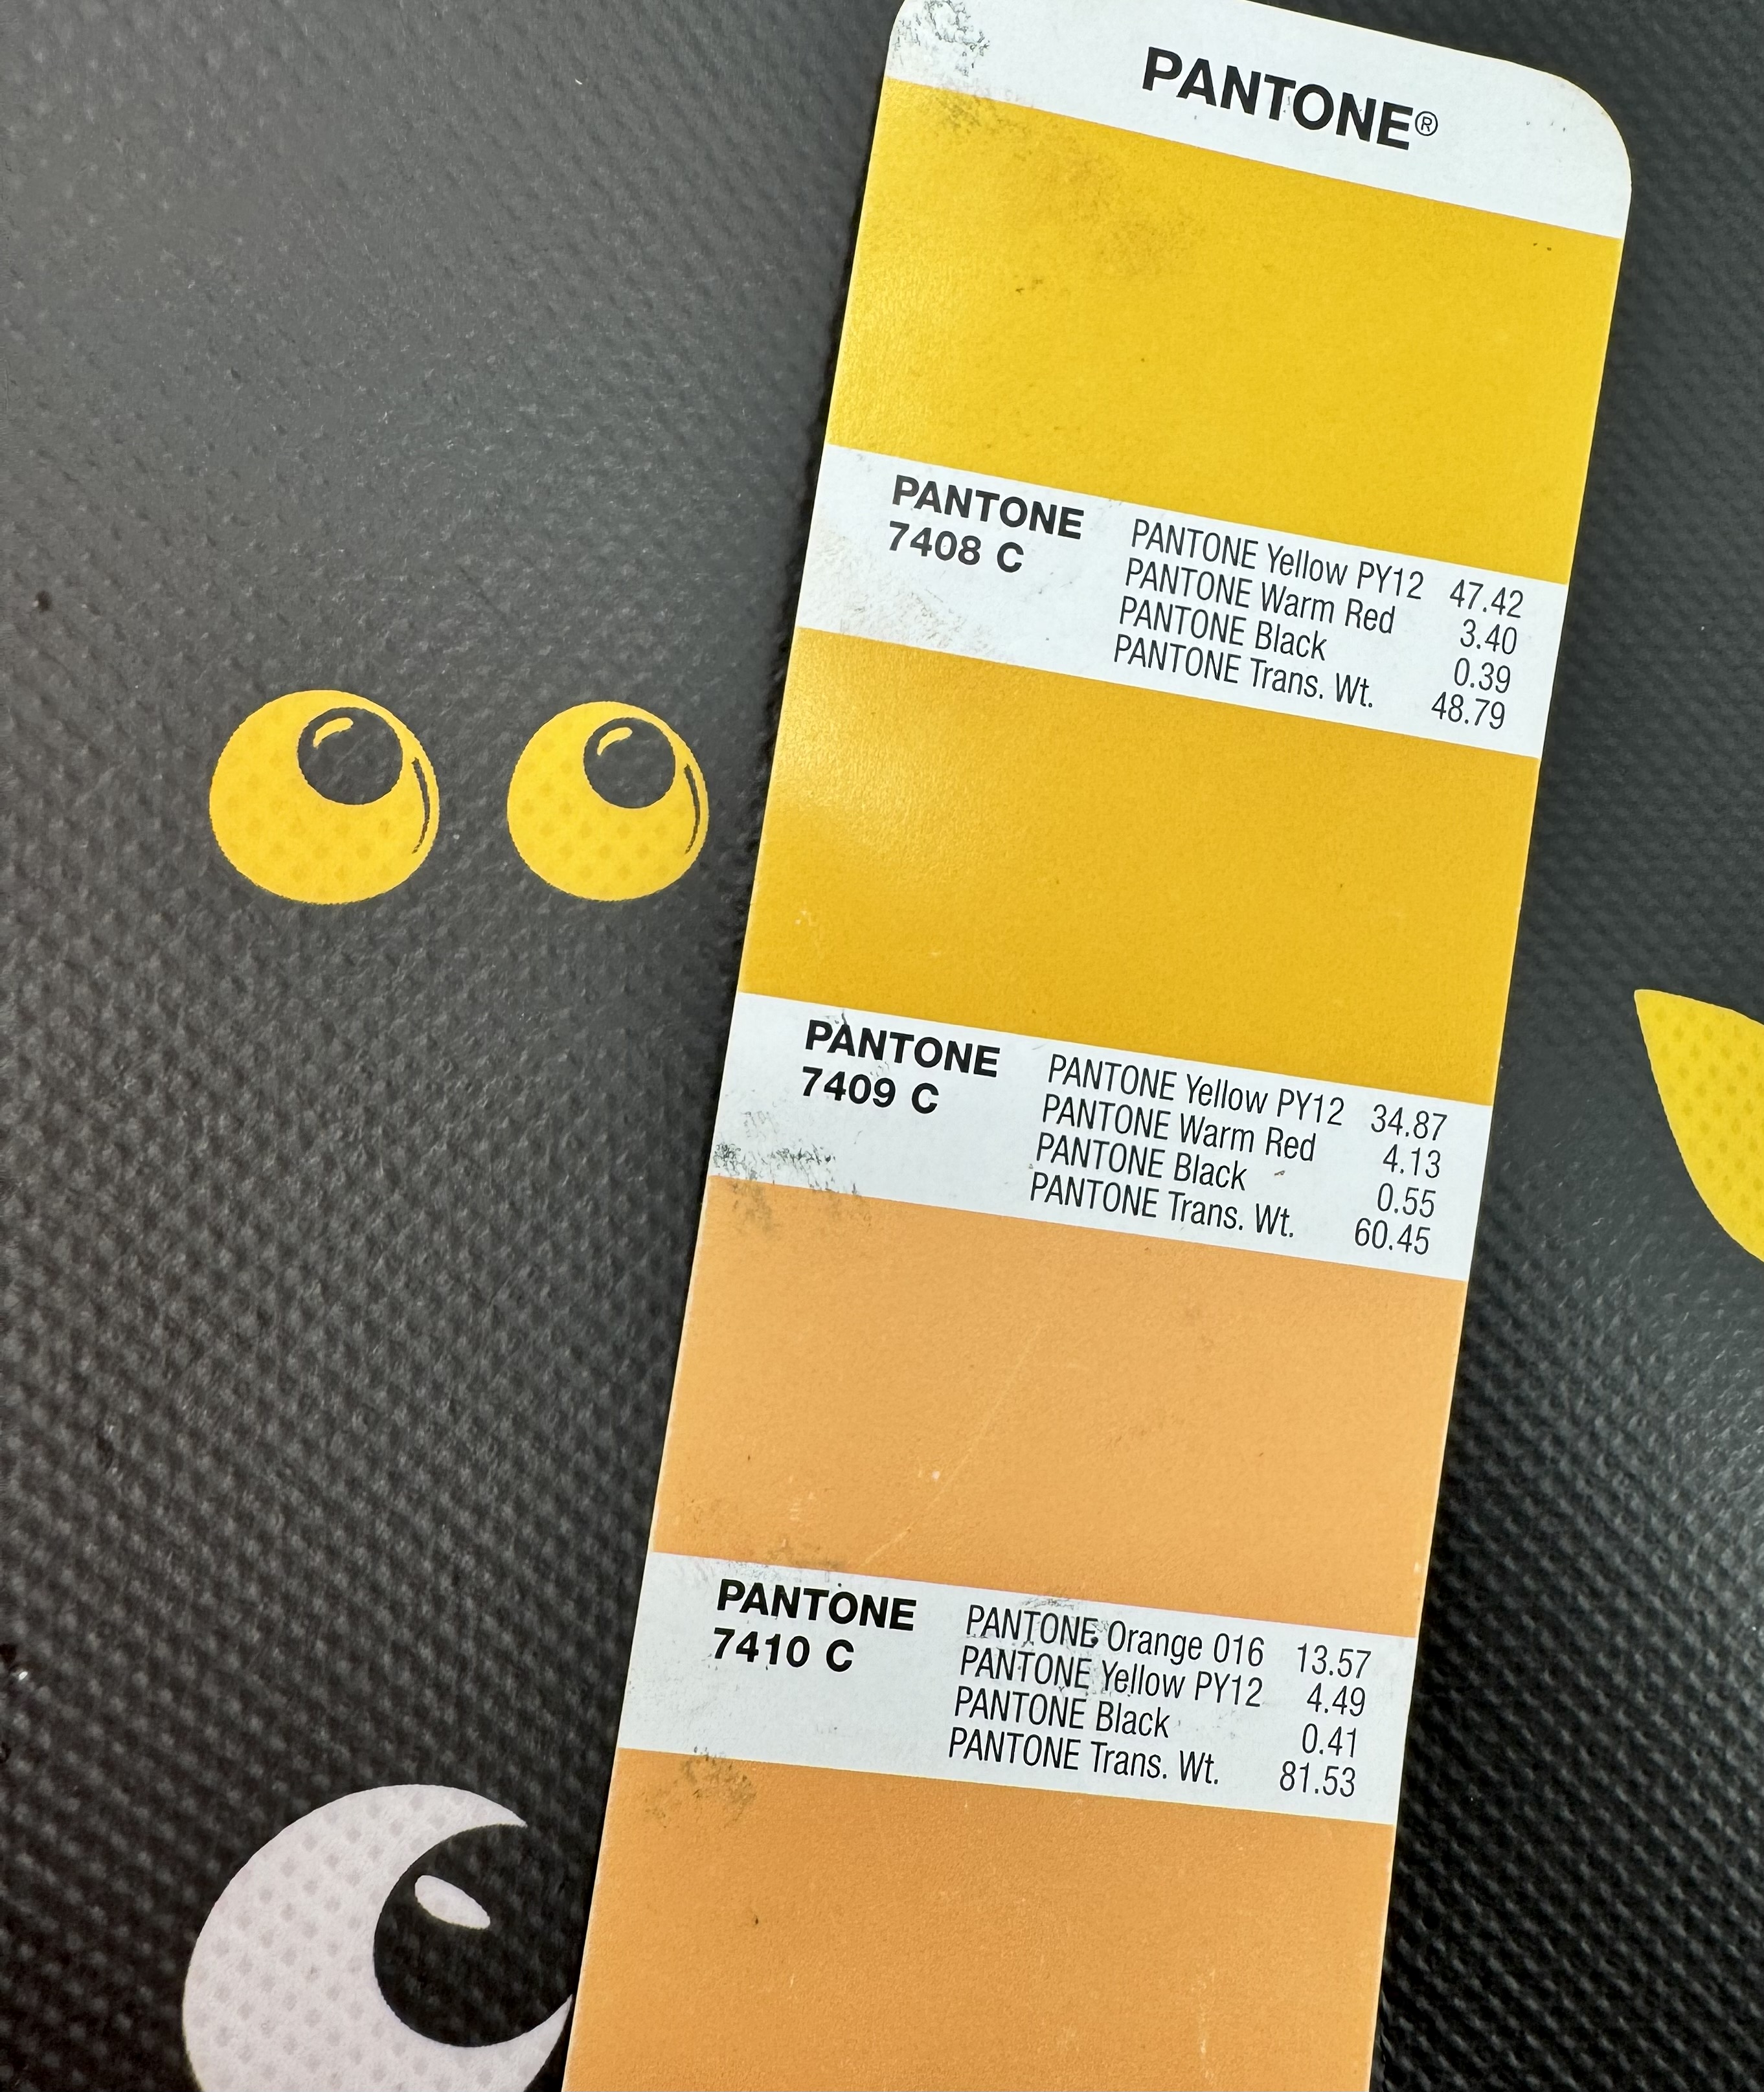 PANTONE®
PANTONE
7408 C
PANTONE Yellow PY12 47.42
PANTONE Warm Red 3.40
PANTONE Black 0.39
PANTONE Trans. Wt. 48.79
PANTONE
7409 C
PANTONE Yellow PY12 34.87
PANTONE Warm Red 4.13
PANTONE Black 0.55
PANTONE Trans. Wt. 60.45
PANTONE
7410 C
PANTONE Orange 016 13.57
PANTONE Yellow PY12 4.49
PANTONE Black 0.41
PANTONE Trans. Wt. 81.53